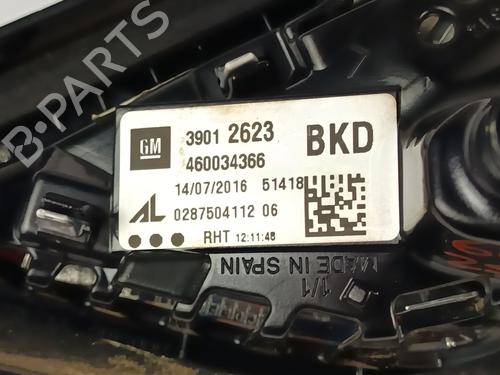 B-PARTS
GM
3901 2623 BKD
460034366
14/07/2016 51418
AL 0287504112 06
RHT 12:11:48
MADE IN SPAIN
1/1